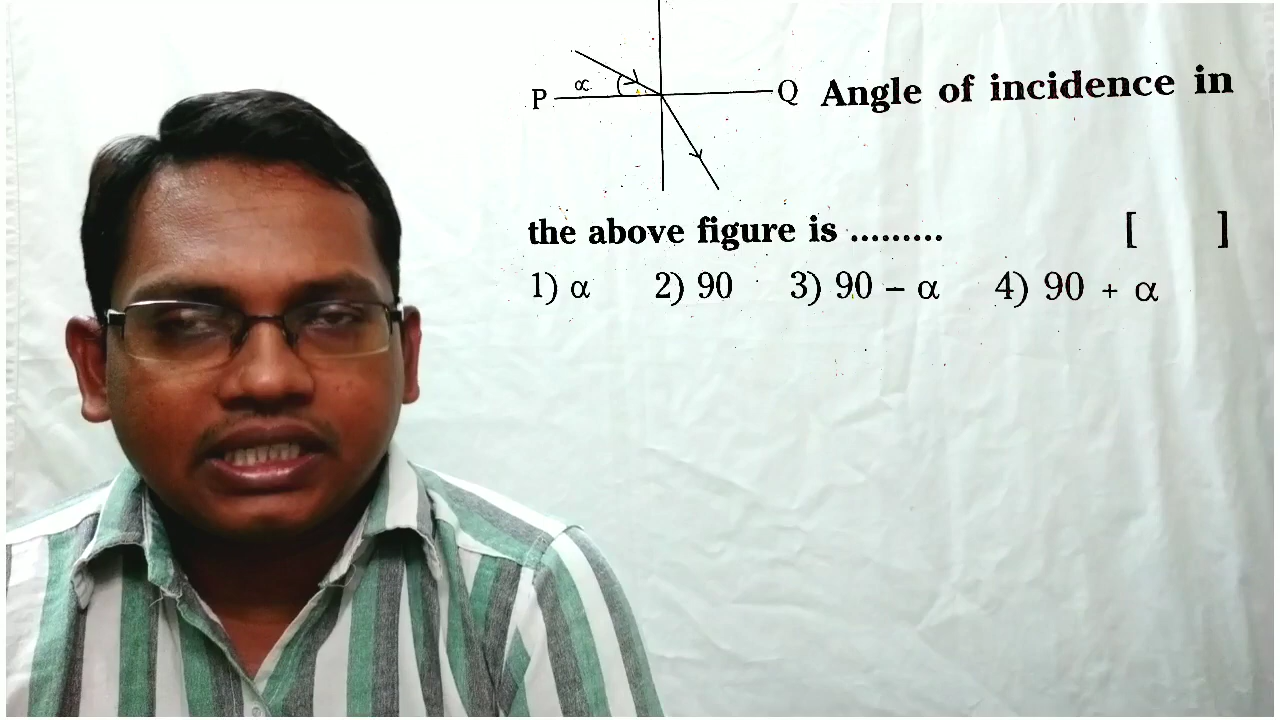 P ∝ Q Angle of incidence in
the above figure is .........    [    ]
1) α    2) 90    3) 90 – α    4) 90 + α